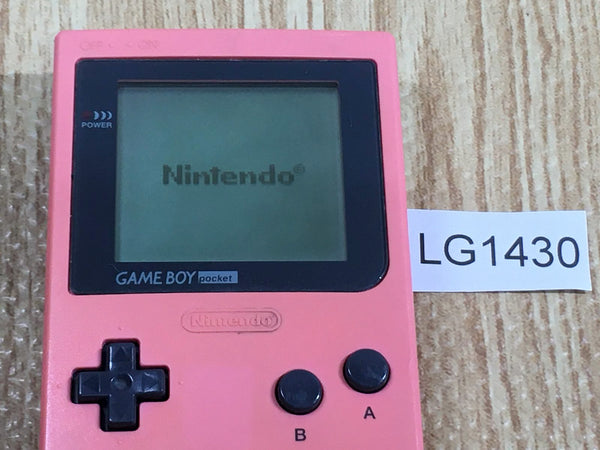 OFF ON
POWER
Nintendo®
GAME BOY pocket
LG1430
Nintendo
A
B